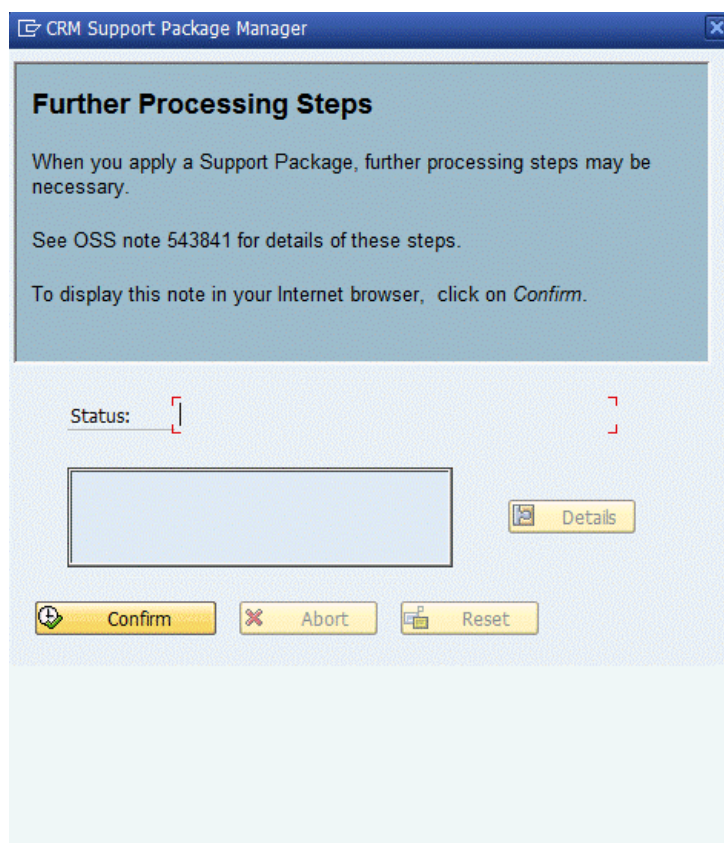 CRM Support Package Manager
Further Processing Steps
When you apply a Support Package, further processing steps may be
necessary.
See OSS note 543841 for details of these steps.
To display this note in your Internet browser, click on Confirm.
Status:
Details
Confirm
Abort
Reset